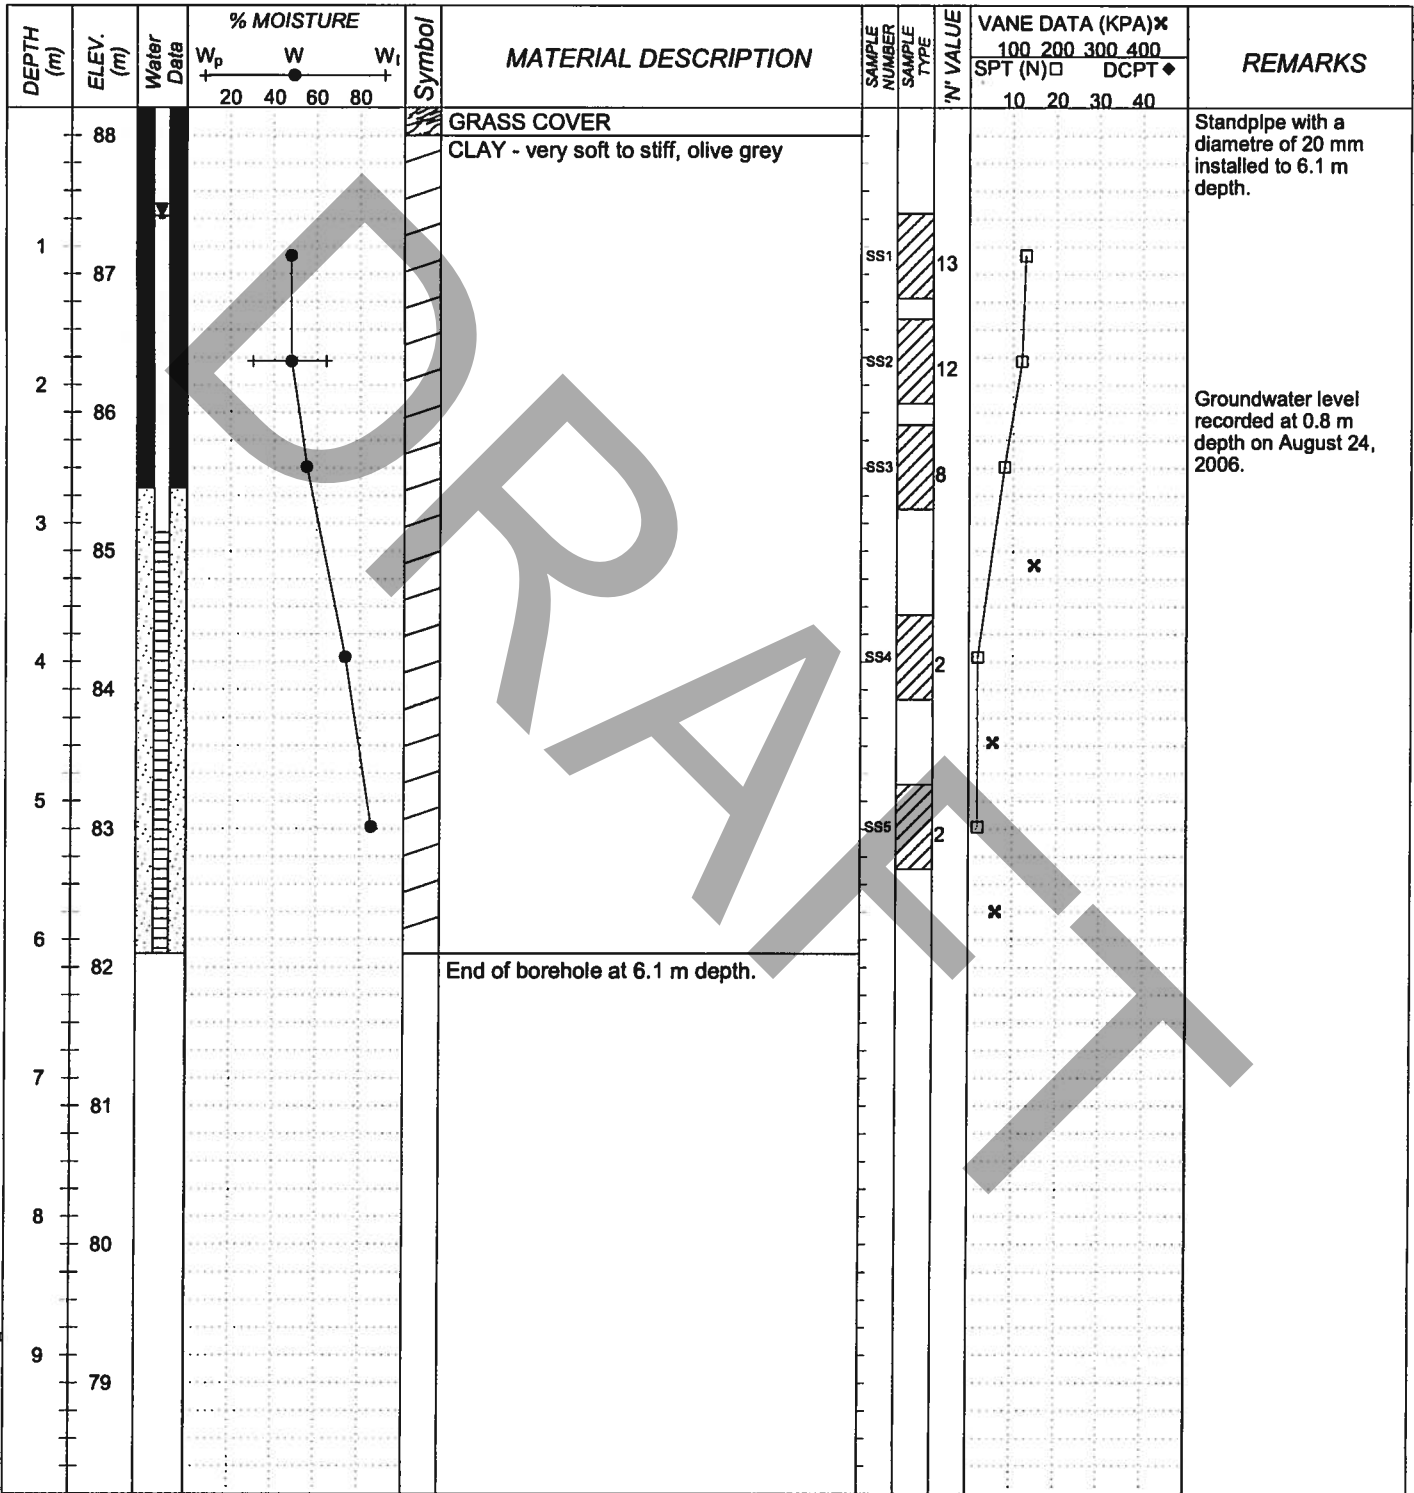 DEPTH (m)
ELEV. (m)
Water Data
% MOISTURE
Wp W Wl
20 40 60 80
Symbol
MATERIAL DESCRIPTION
SAMPLE NUMBER
SAMPLE TYPE
'N' VALUE
VANE DATA (KPA)✖
100 200 300 400
SPT (N)□ DCPT ◆
10 20 30 40
REMARKS
88
GRASS COVER
CLAY - very soft to stiff, olive grey
Standpipe with a
diametre of 20 mm
installed to 6.1 m
depth.
1
87
SS1
13
SS2
12
2
86
Groundwater level
recorded at 0.8 m
depth on August 24,
2006.
SS3
8
3
85
4
84
SS4
2
5
83
SS5
2
6
82
End of borehole at 6.1 m depth.
7
81
8
80
9
79
DRAFT